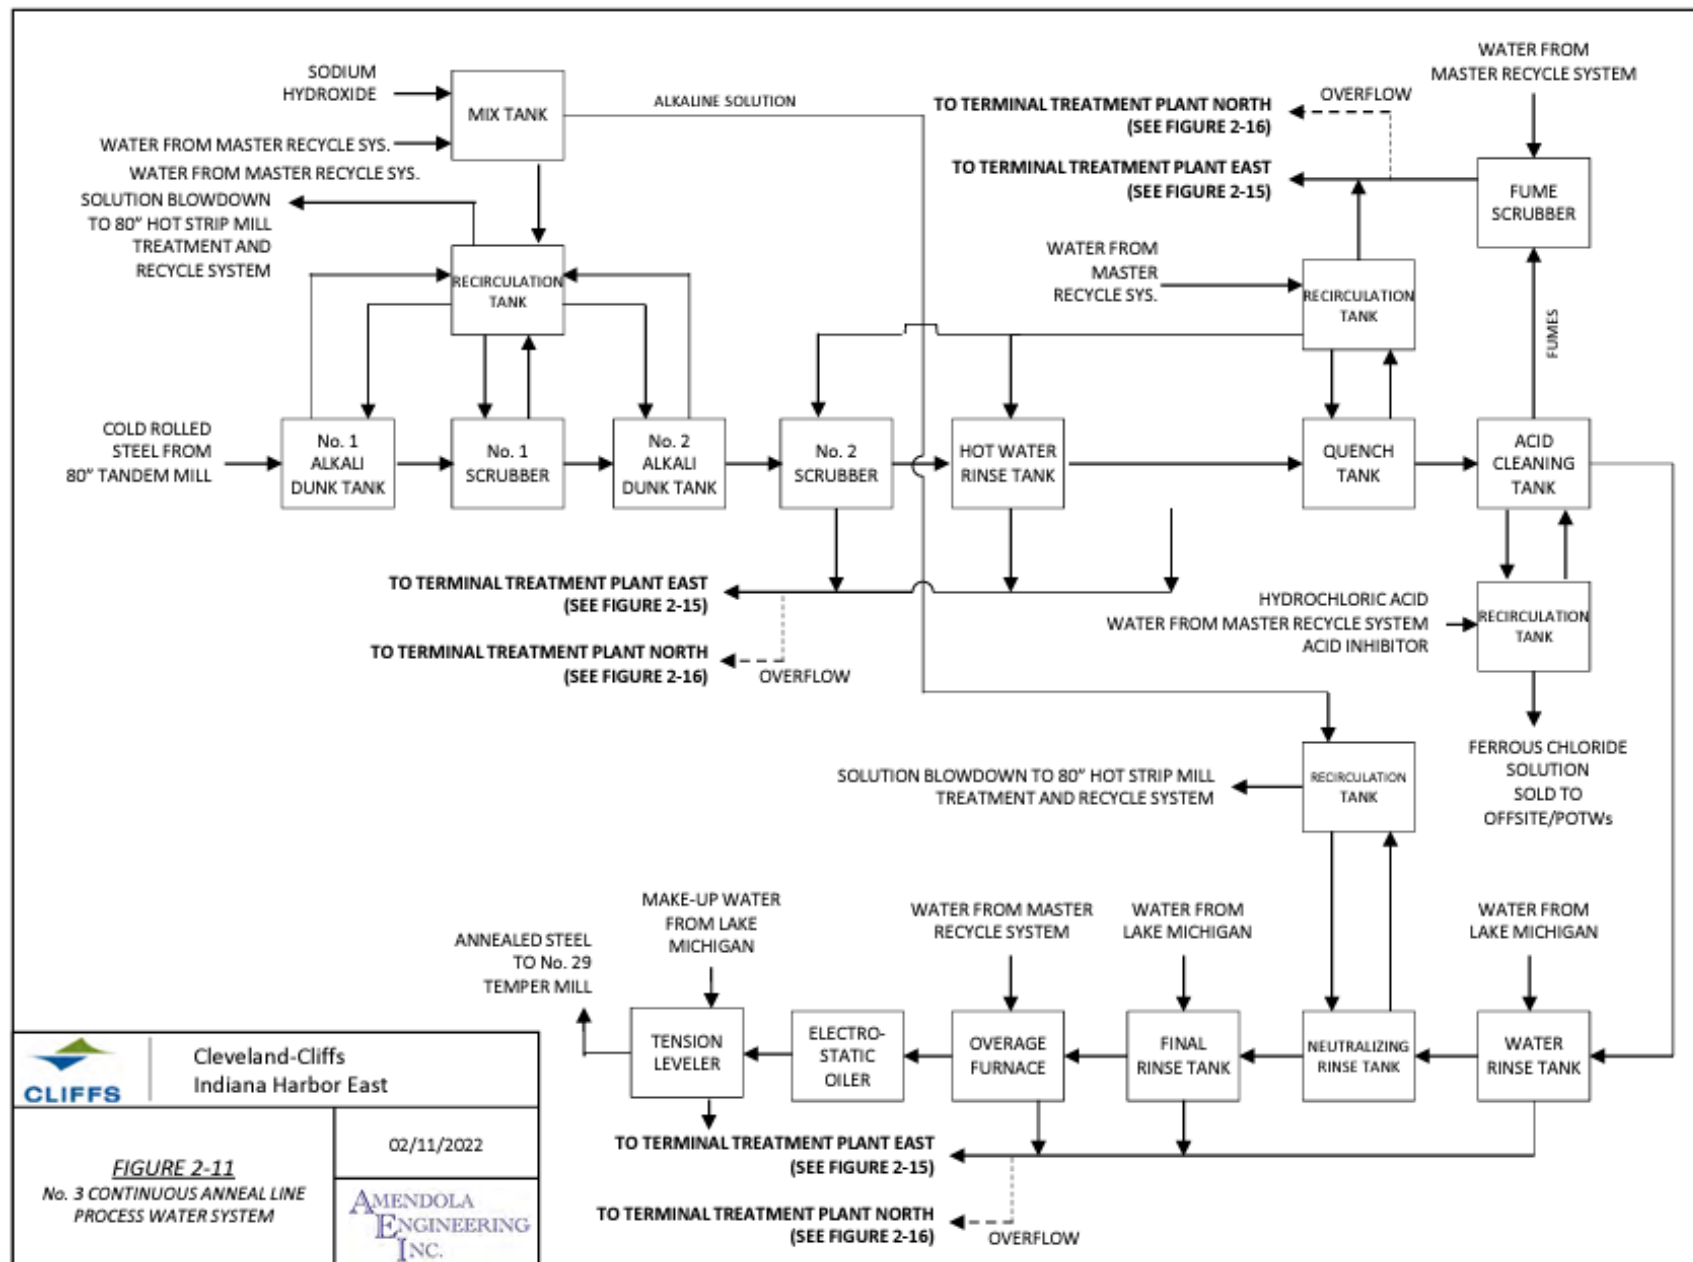 SODIUM
HYDROXIDE
MIX TANK
WATER FROM MASTER RECYCLE SYS.
WATER FROM MASTER RECYCLE SYS.
SOLUTION BLOWDOWN
TO 80” HOT STRIP MILL
TREATMENT AND
RECYCLE SYSTEM
RECIRCULATION
TANK
ALKALINE SOLUTION
TO TERMINAL TREATMENT PLANT NORTH
(SEE FIGURE 2-16)
OVERFLOW
TO TERMINAL TREATMENT PLANT EAST
(SEE FIGURE 2-15)
WATER FROM
MASTER RECYCLE SYSTEM
FUME
SCRUBBER
WATER FROM
MASTER
RECYCLE SYS.
RECIRCULATION
TANK
FUMES
COLD ROLLED
STEEL FROM
80” TANDEM MILL
No. 1
ALKALI
DUNK TANK
No. 1
SCRUBBER
No. 2
ALKALI
DUNK TANK
No. 2
SCRUBBER
HOT WATER
RINSE TANK
QUENCH
TANK
ACID
CLEANING
TANK
TO TERMINAL TREATMENT PLANT EAST
(SEE FIGURE 2-15)
TO TERMINAL TREATMENT PLANT NORTH
(SEE FIGURE 2-16)
OVERFLOW
HYDROCHLORIC ACID
WATER FROM MASTER RECYCLE SYSTEM
ACID INHIBITOR
RECIRCULATION
TANK
FERROUS CHLORIDE
SOLUTION
SOLD TO
OFFSITE/POTWs
SOLUTION BLOWDOWN TO 80” HOT STRIP MILL
TREATMENT AND RECYCLE SYSTEM
RECIRCULATION
TANK
ANNEALED STEEL
TO No. 29
TEMPER MILL
MAKE-UP WATER
FROM LAKE
MICHIGAN
WATER FROM MASTER
RECYCLE SYSTEM
WATER FROM
LAKE MICHIGAN
WATER FROM
LAKE MICHIGAN
TENSION
LEVELER
ELECTRO-
STATIC
OILER
OVERAGE
FURNACE
FINAL
RINSE TANK
NEUTRALIZING
RINSE TANK
WATER
RINSE TANK
TO TERMINAL TREATMENT PLANT EAST
(SEE FIGURE 2-15)
TO TERMINAL TREATMENT PLANT NORTH
(SEE FIGURE 2-16)
OVERFLOW
CLIFFS
Cleveland-Cliffs
Indiana Harbor East
FIGURE 2-11
No. 3 CONTINUOUS ANNEAL LINE
PROCESS WATER SYSTEM
02/11/2022
AMENDOLA
ENGINEERING
INC.